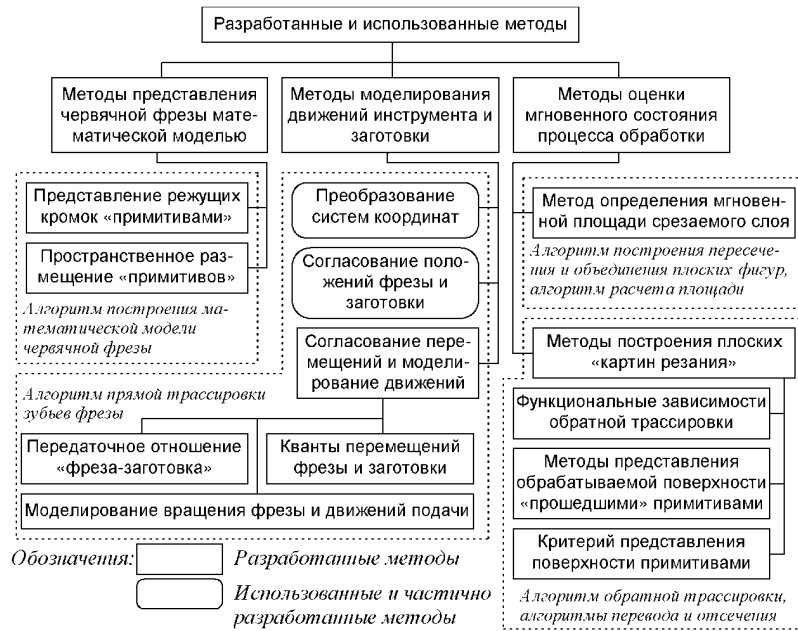 Разработанные и использованные методы
Методы представления
червячной фрезы мате-
матической моделью
Методы моделирования
движений инструмента и
заготовки
Методы оценки
мгновенного состояния
процесса обработки
Представление режущих
кромок «примитивами»
Пространственное раз-
мещение «примитивов»
Алгоритм построения ма-
тематической модели
червячной фрезы
Преобразование
систем координат
Согласование поло-
жений фрезы и
заготовки
Согласование пере-
мещений и модели-
рование движений
Алгоритм прямой трассировки
зубьев фрезы
Передаточное отношение
«фреза-заготовка»
Кванты перемещений
фрезы и заготовки
Моделирование вращения фрезы и движений подачи
Метод определения мгновен-
ной площади срезаемого слоя
Алгоритм построения пересече-
ния и объединения плоских фигур,
алгоритм расчета площади
Методы построения плоских
«картин резания»
Функциональные зависимости
обратной трассировки
Методы представления
обрабатываемой поверхности
«прошедшими» примитивами
Критерий представления
поверхности примитивами
Алгоритм обратной трассировки,
алгоритмы перевода и отсечения
Обозначения:
Разработанные методы
Использованные и частично
разработанные методы